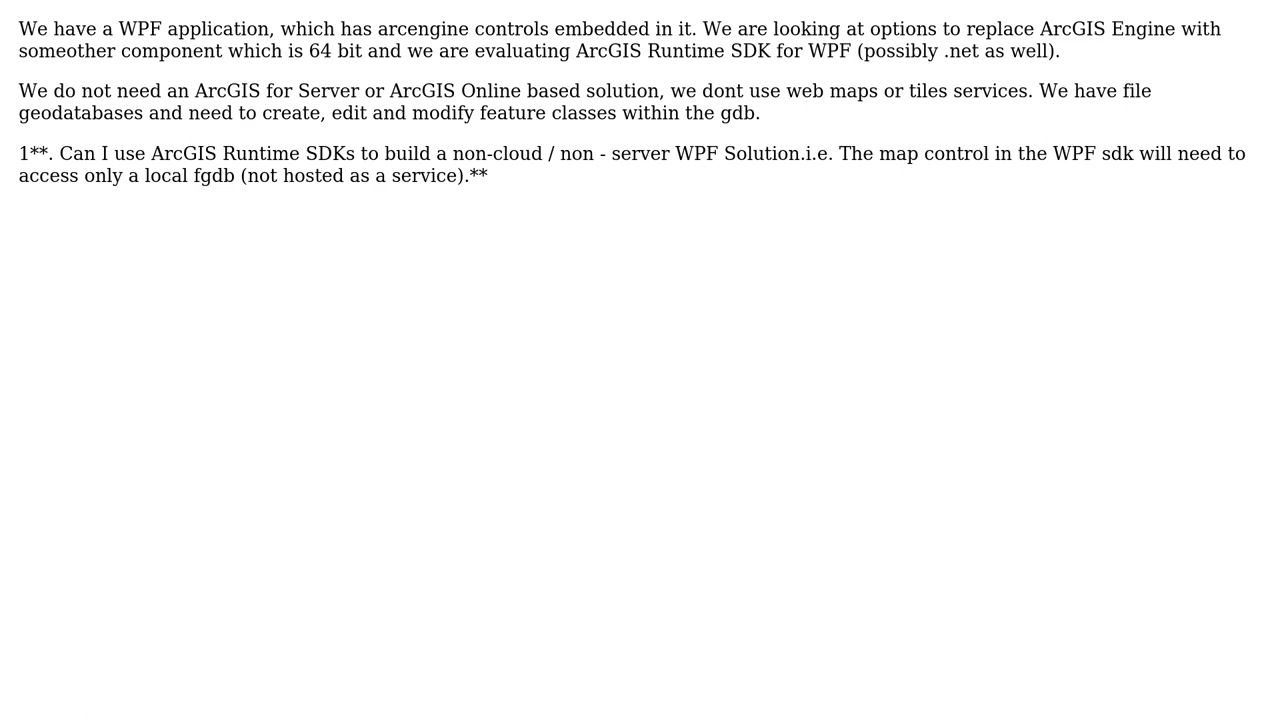 We have a WPF application, which has arcengine controls embedded in it. We are looking at options to replace ArcGIS Engine with
someother component which is 64 bit and we are evaluating ArcGIS Runtime SDK for WPF (possibly .net as well).
We do not need an ArcGIS for Server or ArcGIS Online based solution, we dont use web maps or tiles services. We have file
geodatabases and need to create, edit and modify feature classes within the gdb.
1**. Can I use ArcGIS Runtime SDKs to build a non-cloud / non - server WPF Solution.i.e. The map control in the WPF sdk will need to
access only a local fgdb (not hosted as a service).**